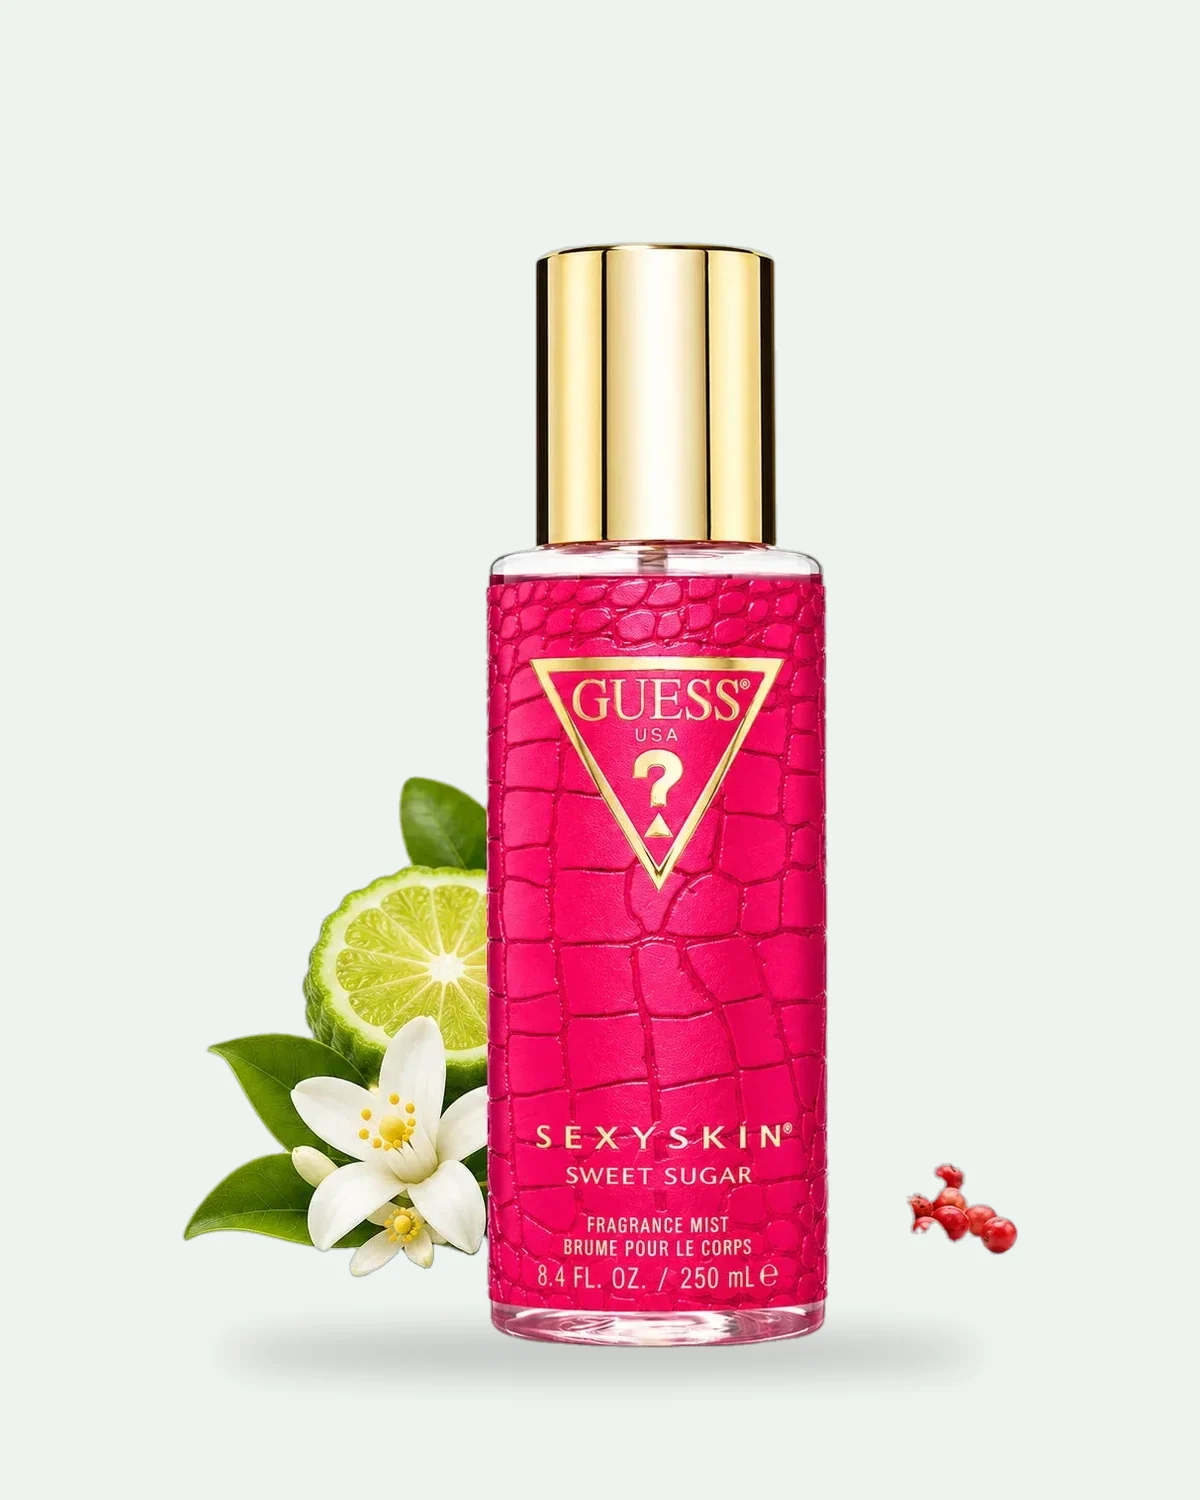 GUESS®
USA
?
SEXYSKIN®
SWEET SUGAR
FRAGRANCE MIST
BRUME POUR LE CORPS
8.4 FL. OZ. / 250 mL ℮